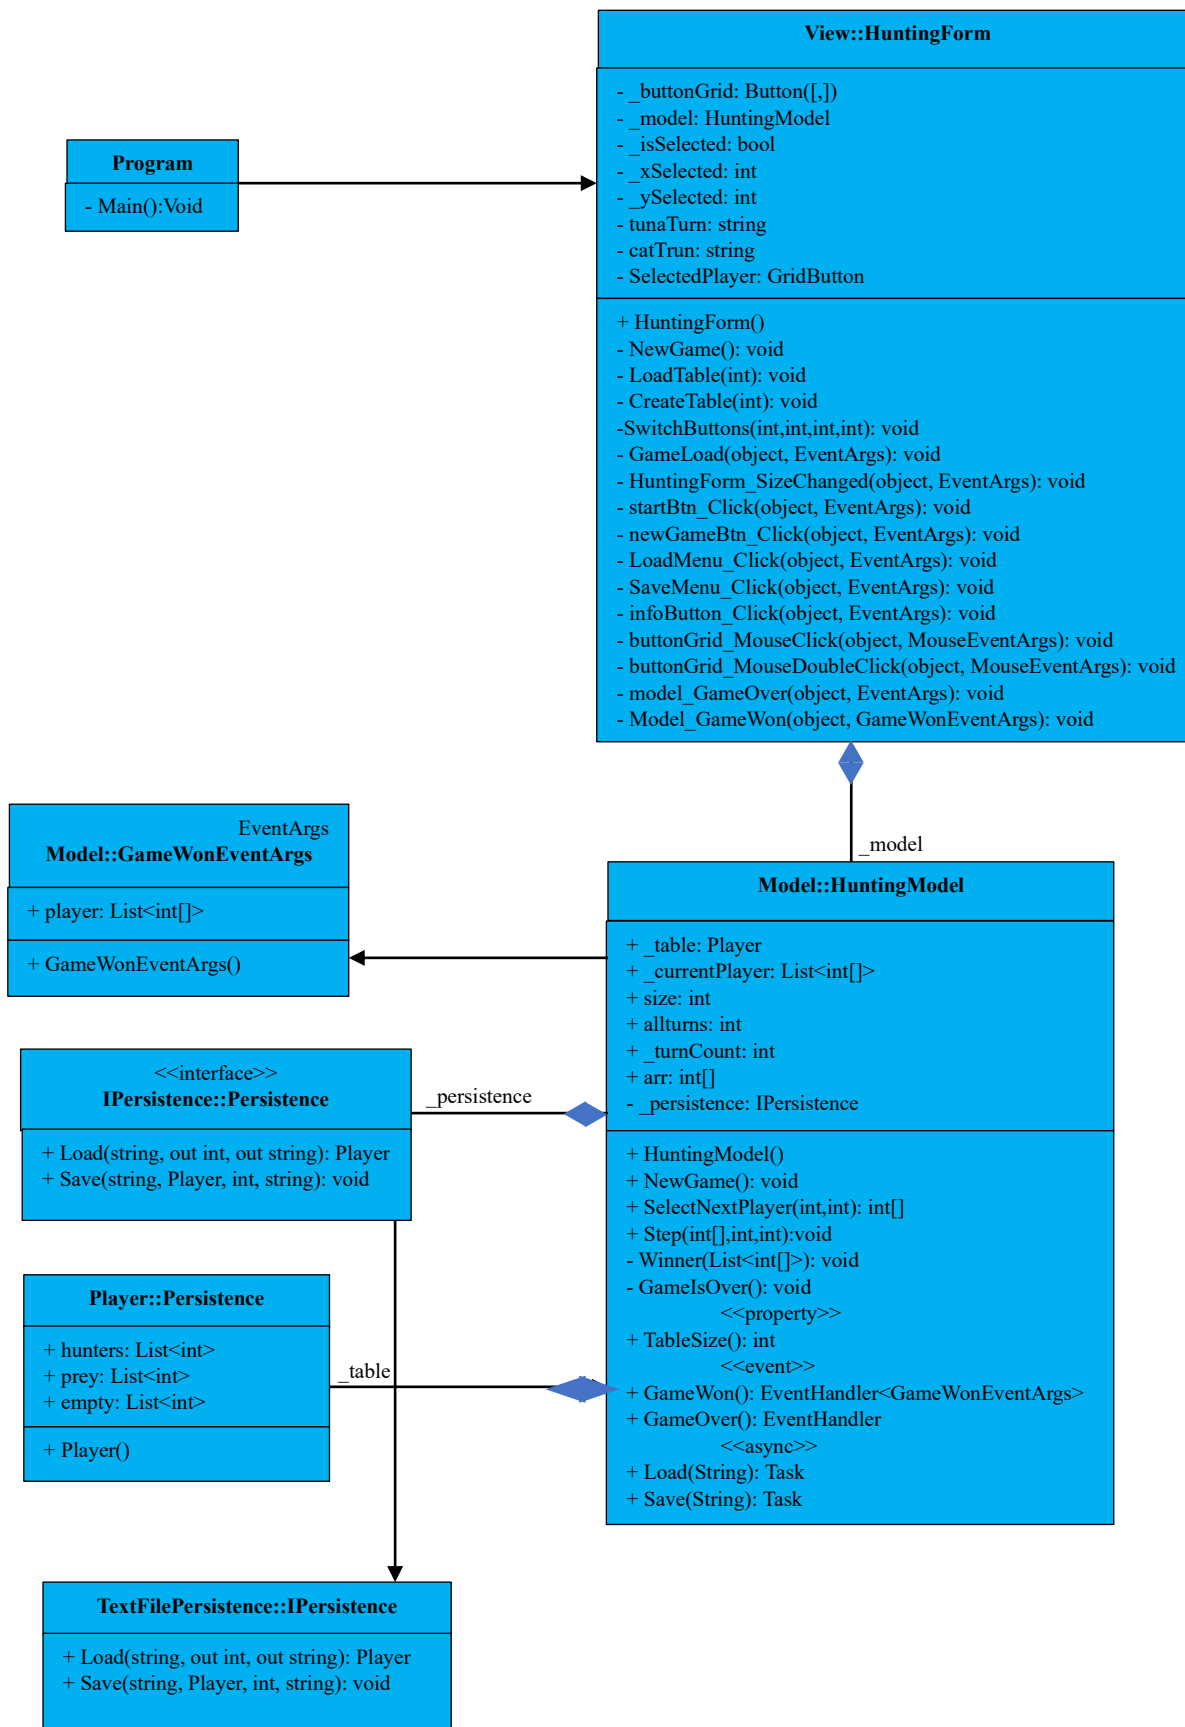 View::HuntingForm
- _buttonGrid: Button([,])
- _model: HuntingModel
- _isSelected: bool
- _xSelected: int
- _ySelected: int
- tunaTurn: string
- catTrun: string
- SelectedPlayer: GridButton
+ HuntingForm()
- NewGame(): void
- LoadTable(int): void
- CreateTable(int): void
-SwitchButtons(int,int,int,int): void
- GameLoad(object, EventArgs): void
- HuntingForm_SizeChanged(object, EventArgs): void
- startBtn_Click(object, EventArgs): void
- newGameBtn_Click(object, EventArgs): void
- LoadMenu_Click(object, EventArgs): void
- SaveMenu_Click(object, EventArgs): void
- infoButton_Click(object, EventArgs): void
- buttonGrid_MouseClick(object, MouseEventArgs): void
- buttonGrid_MouseDoubleClick(object, MouseEventArgs): void
- model_GameOver(object, EventArgs): void
- Model_GameWon(object, GameWonEventArgs): void
Program
- Main():Void
_model
EventArgs
Model::GameWonEventArgs
+ player: List<int[]>
+ GameWonEventArgs()
Model::HuntingModel
+ _table: Player
+ _currentPlayer: List<int[]>
+ size: int
+ allturns: int
+ _turnCount: int
+ arr: int[]
- _persistence: IPersistence
+ HuntingModel()
+ NewGame(): void
+ SelectNextPlayer(int,int): int[]
+ Step(int[],int,int):void
- Winner(List<int[]>): void
- GameIsOver(): void
<<property>>
+ TableSize(): int
<<event>>
+ GameWon(): EventHandler<GameWonEventArgs>
+ GameOver(): EventHandler
<<async>>
+ Load(String): Task
+ Save(String): Task
<<interface>>
IPersistence::Persistence
+ Load(string, out int, out string): Player
+ Save(string, Player, int, string): void
_persistence
Player::Persistence
+ hunters: List<int>
+ prey: List<int>
+ empty: List<int>
+ Player()
_table
TextFilePersistence::IPersistence
+ Load(string, out int, out string): Player
+ Save(string, Player, int, string): void